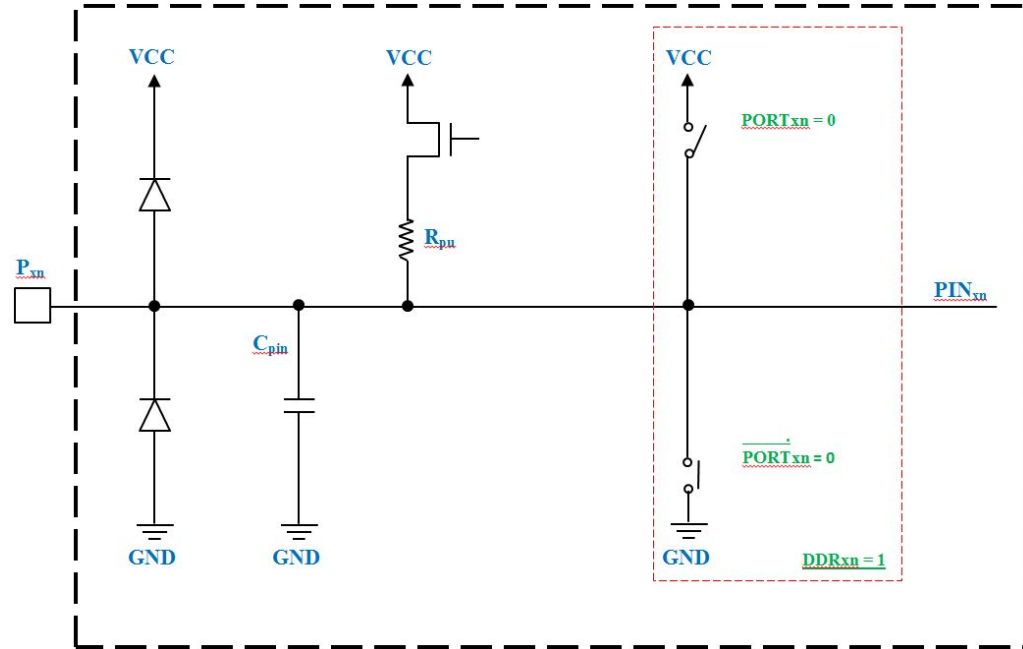 VCC
VCC
VCC
PORTxn = 0
Rpu
Pxn
PINxn
Cpin
PORTxn = 0
GND
GND
GND
DDRxn = 1